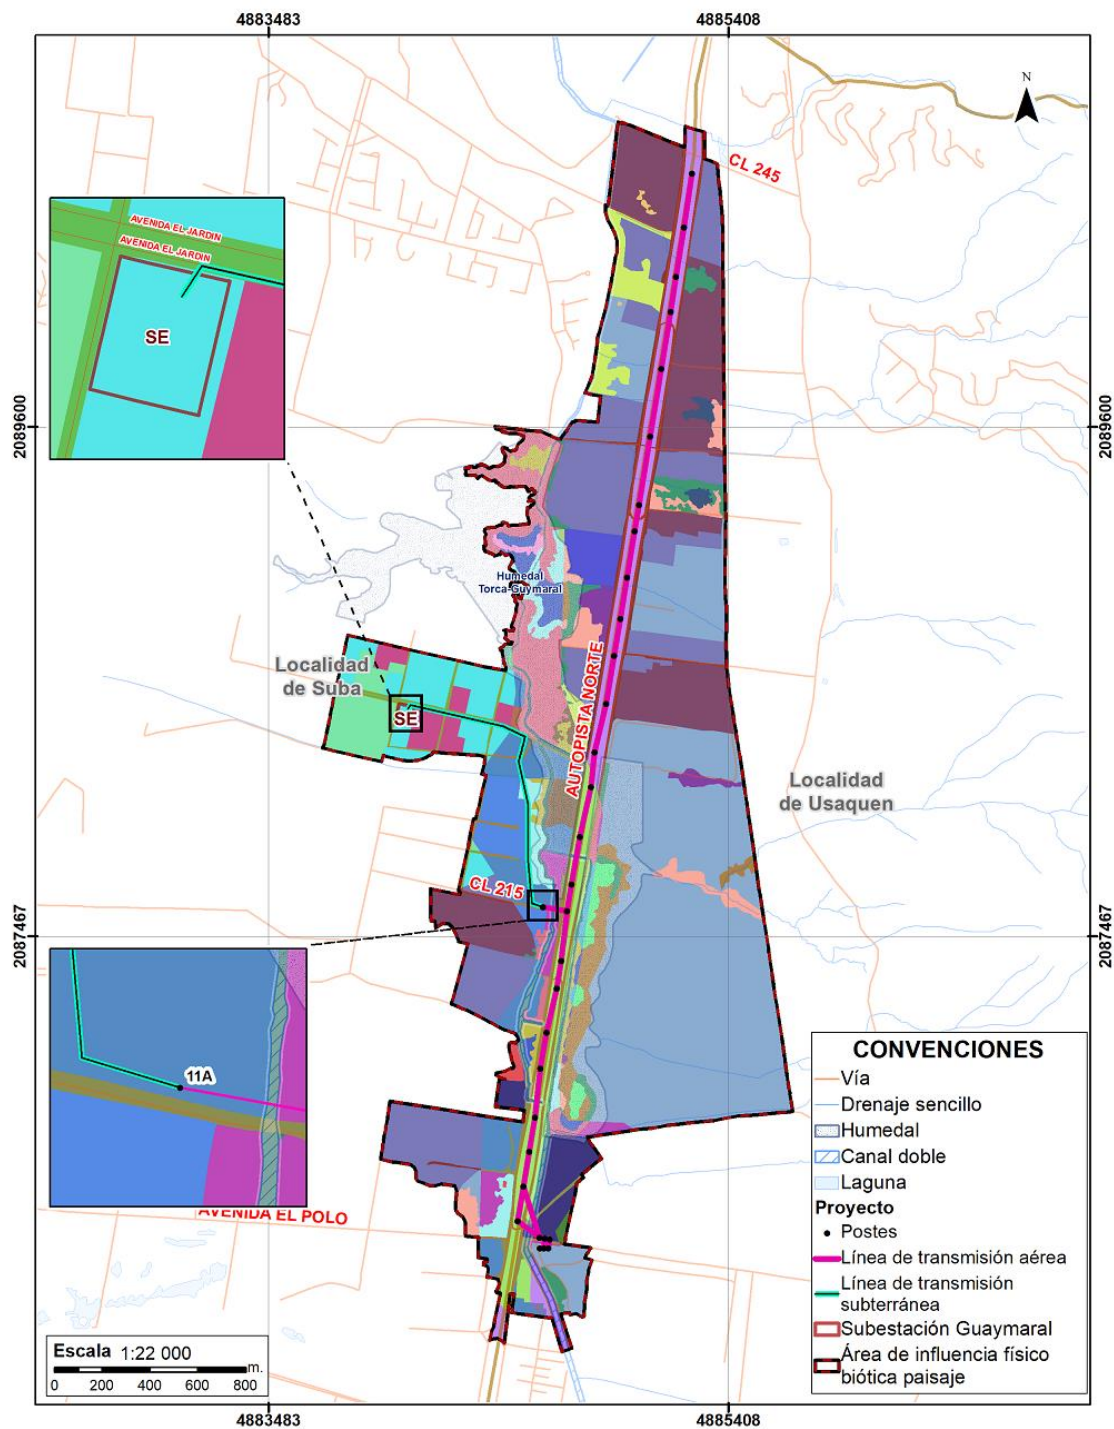 4883483
4885408
N
CL 245
AVENIDA EL JARDIN
AVENIDA EL JARDIN
SE
2089600
2089600
Humedal
Torca-Guymaral
Localidad
de Suba
SE
AUTOPISTA NORTE
Localidad
de Usaquen
CL 215
2087467
2087467
11A
AVENIDA EL POLO
CONVENCIONES
Vía
Drenaje sencillo
Humedal
Canal doble
Laguna
Proyecto
Postes
Línea de transmisión aérea
Línea de transmisión
subterránea
Subestación Guaymaral
Área de influencia físico
biótica paisaje
Escala 1:22 000
m.
0 200 400 600 800
4883483
4885408